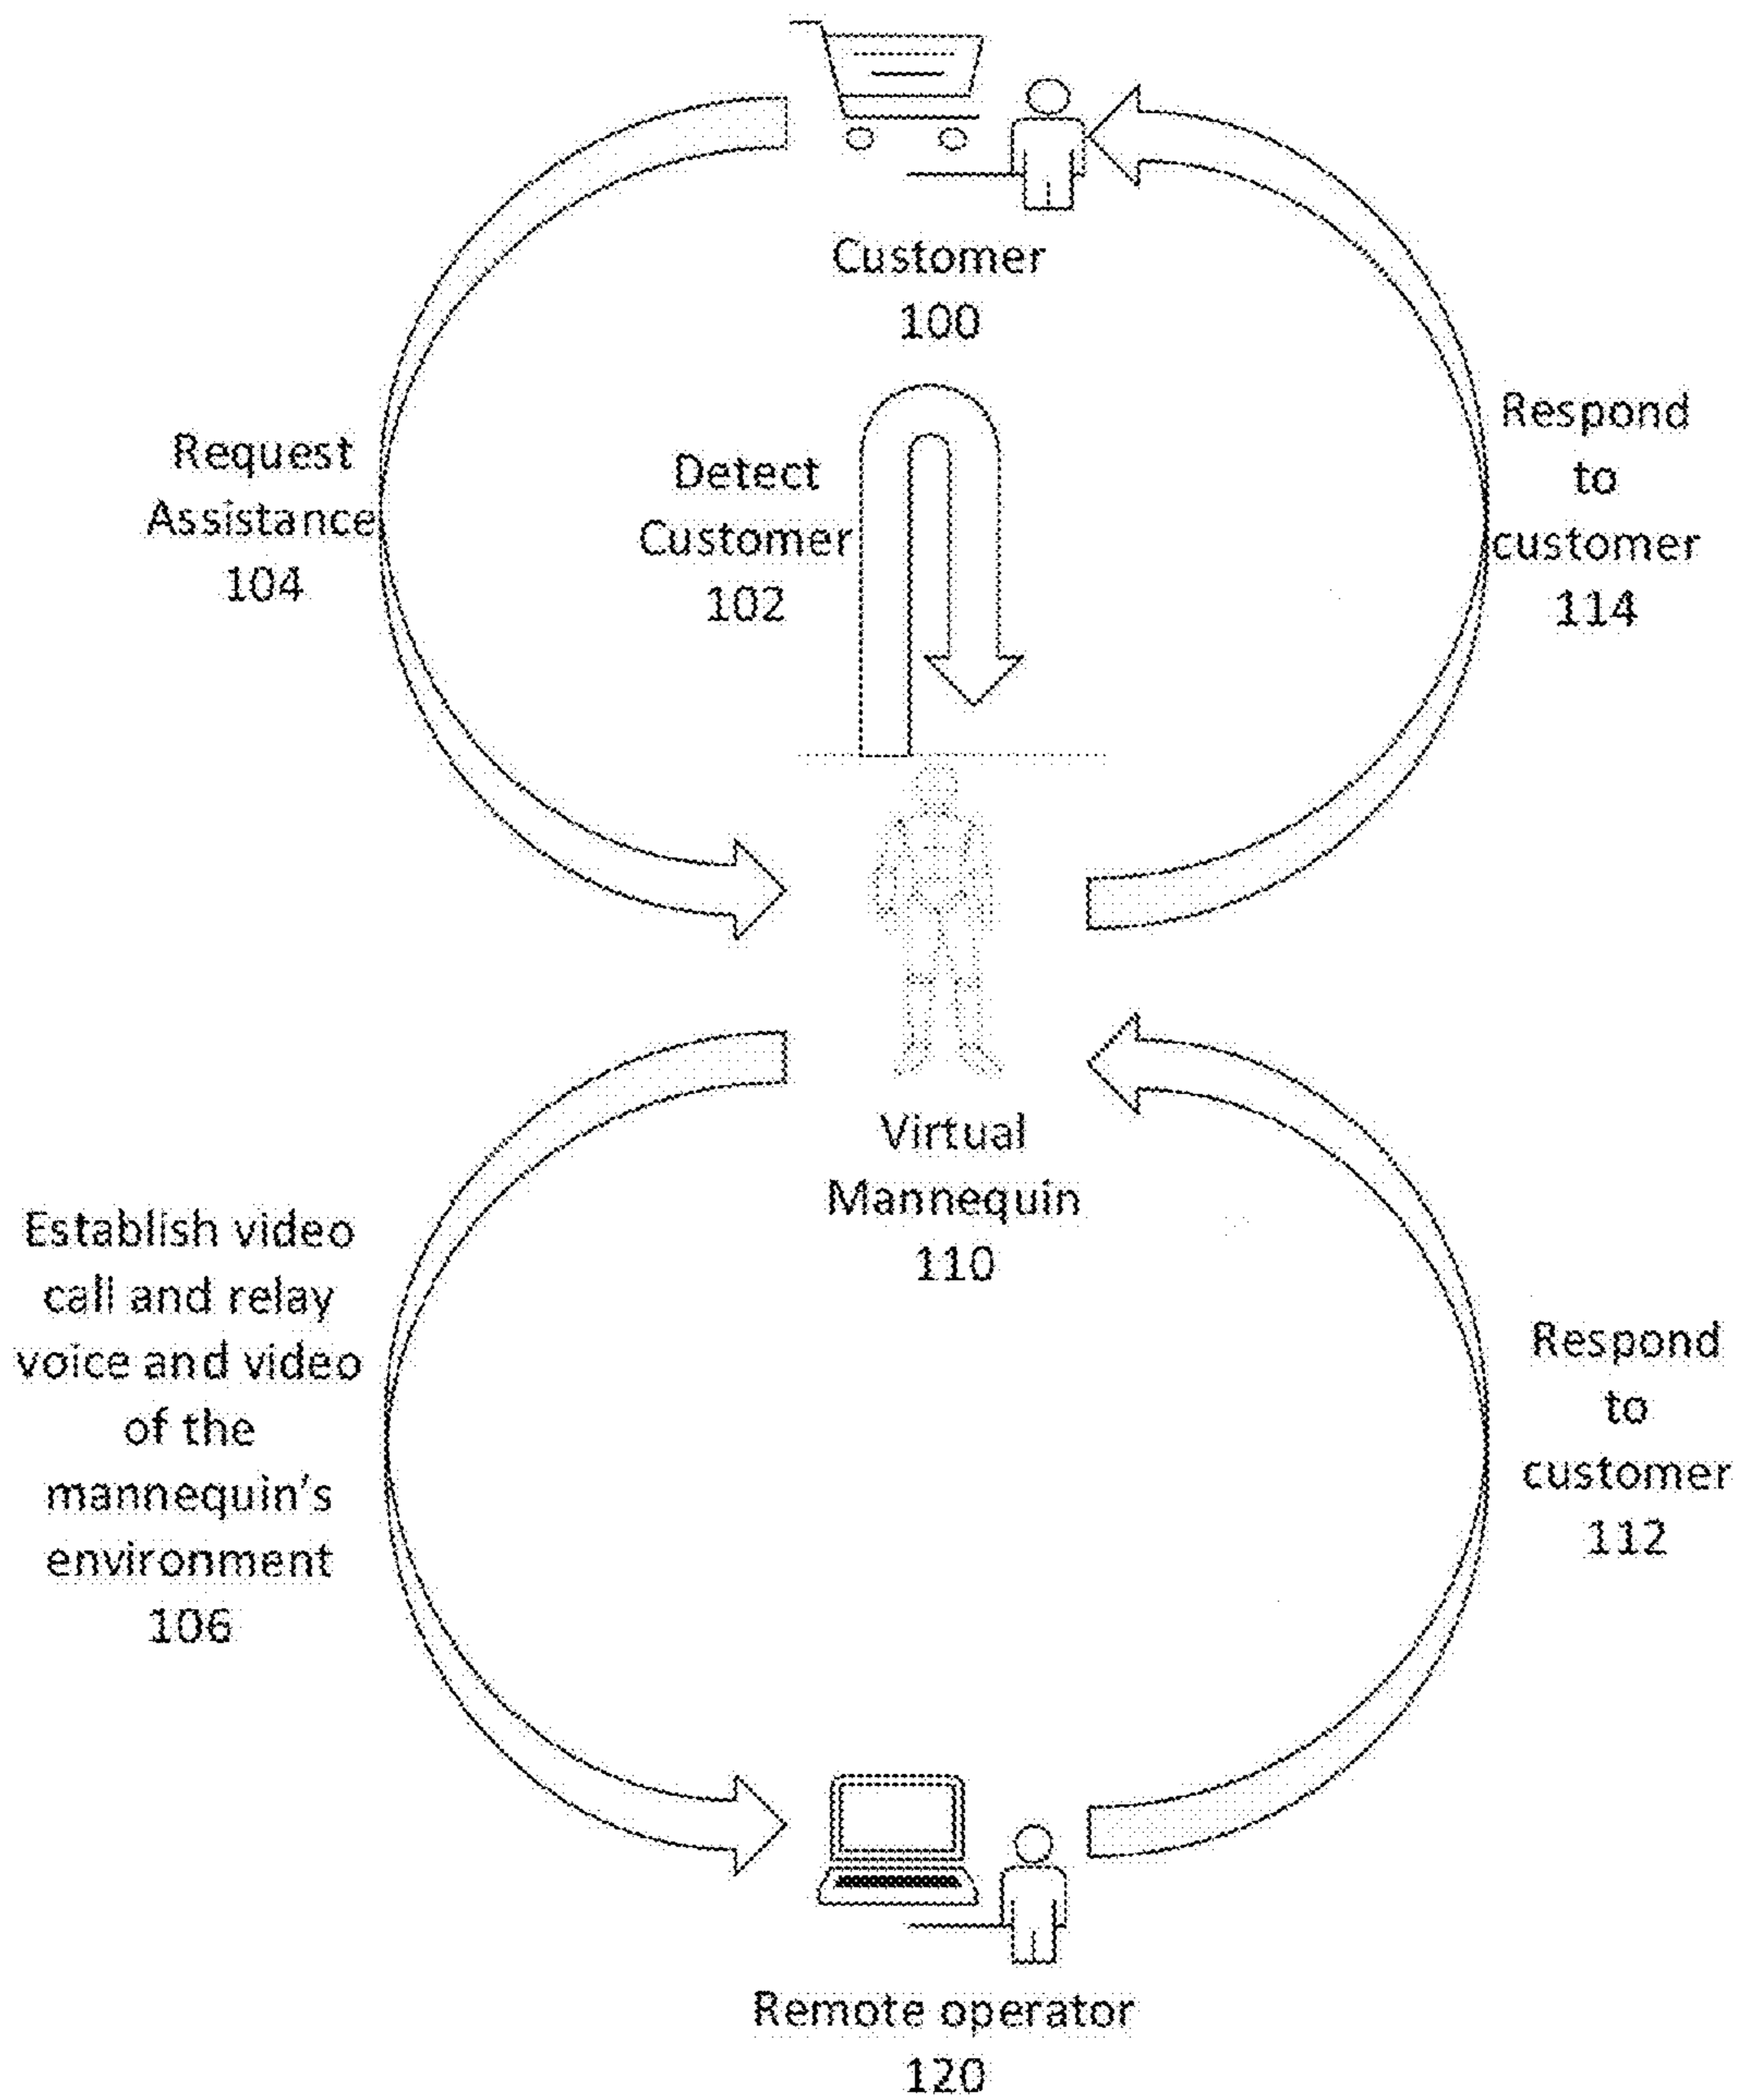 Customer
100
Request
Assistance
104
Detect
Customer
102
Respond
to
customer
114
Virtual
Mannequin
110
Establish video
call and relay
voice and video
of the
mannequin's
environment
106
Respond
to
customer
112
Remote operator
120